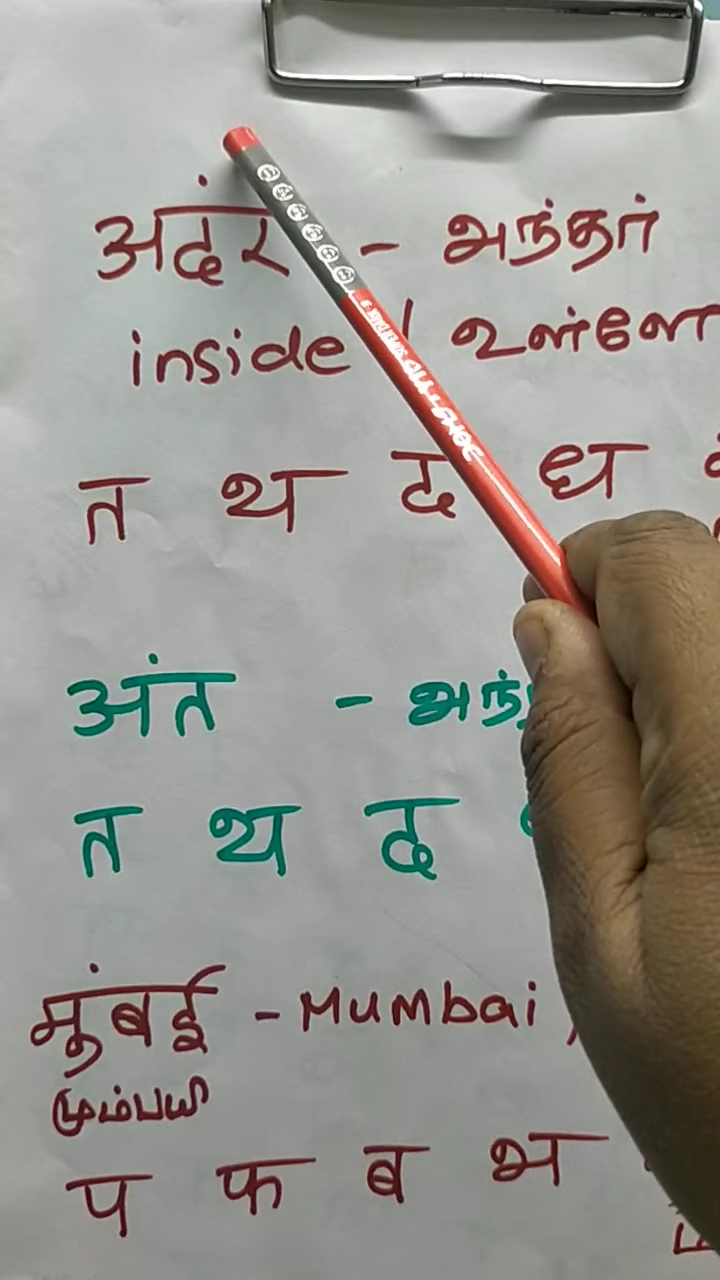 अंदर - அந்தர்
inside / உள்ளே
त थ द ध
अंत - அந்
त थ द
मुंबई - Mumbai,
மும்பயி
प फ ब भ